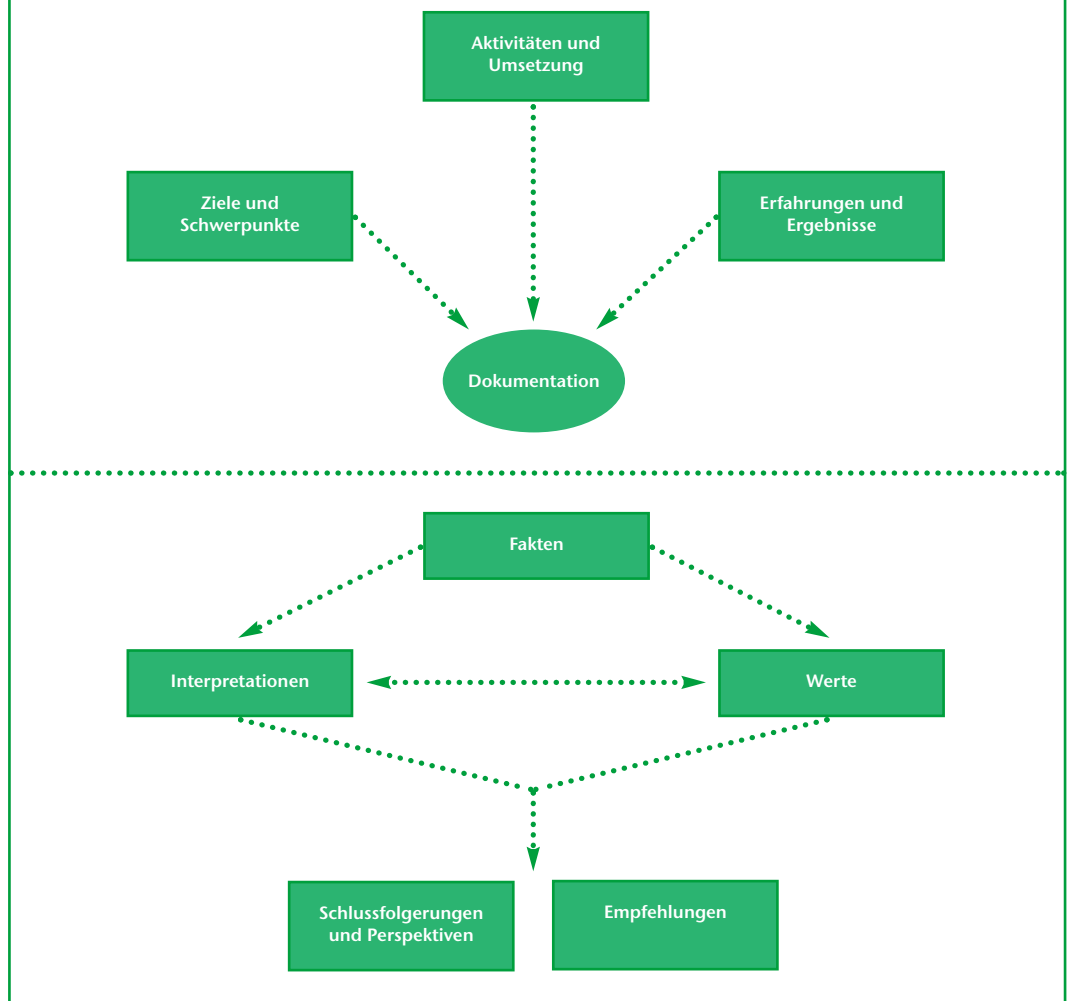 Aktivitäten und
Umsetzung
Ziele und
Schwerpunkte
Erfahrungen und
Ergebnisse
Dokumentation
Fakten
Interpretationen
Werte
Schlussfolgerungen
und Perspektiven
Empfehlungen